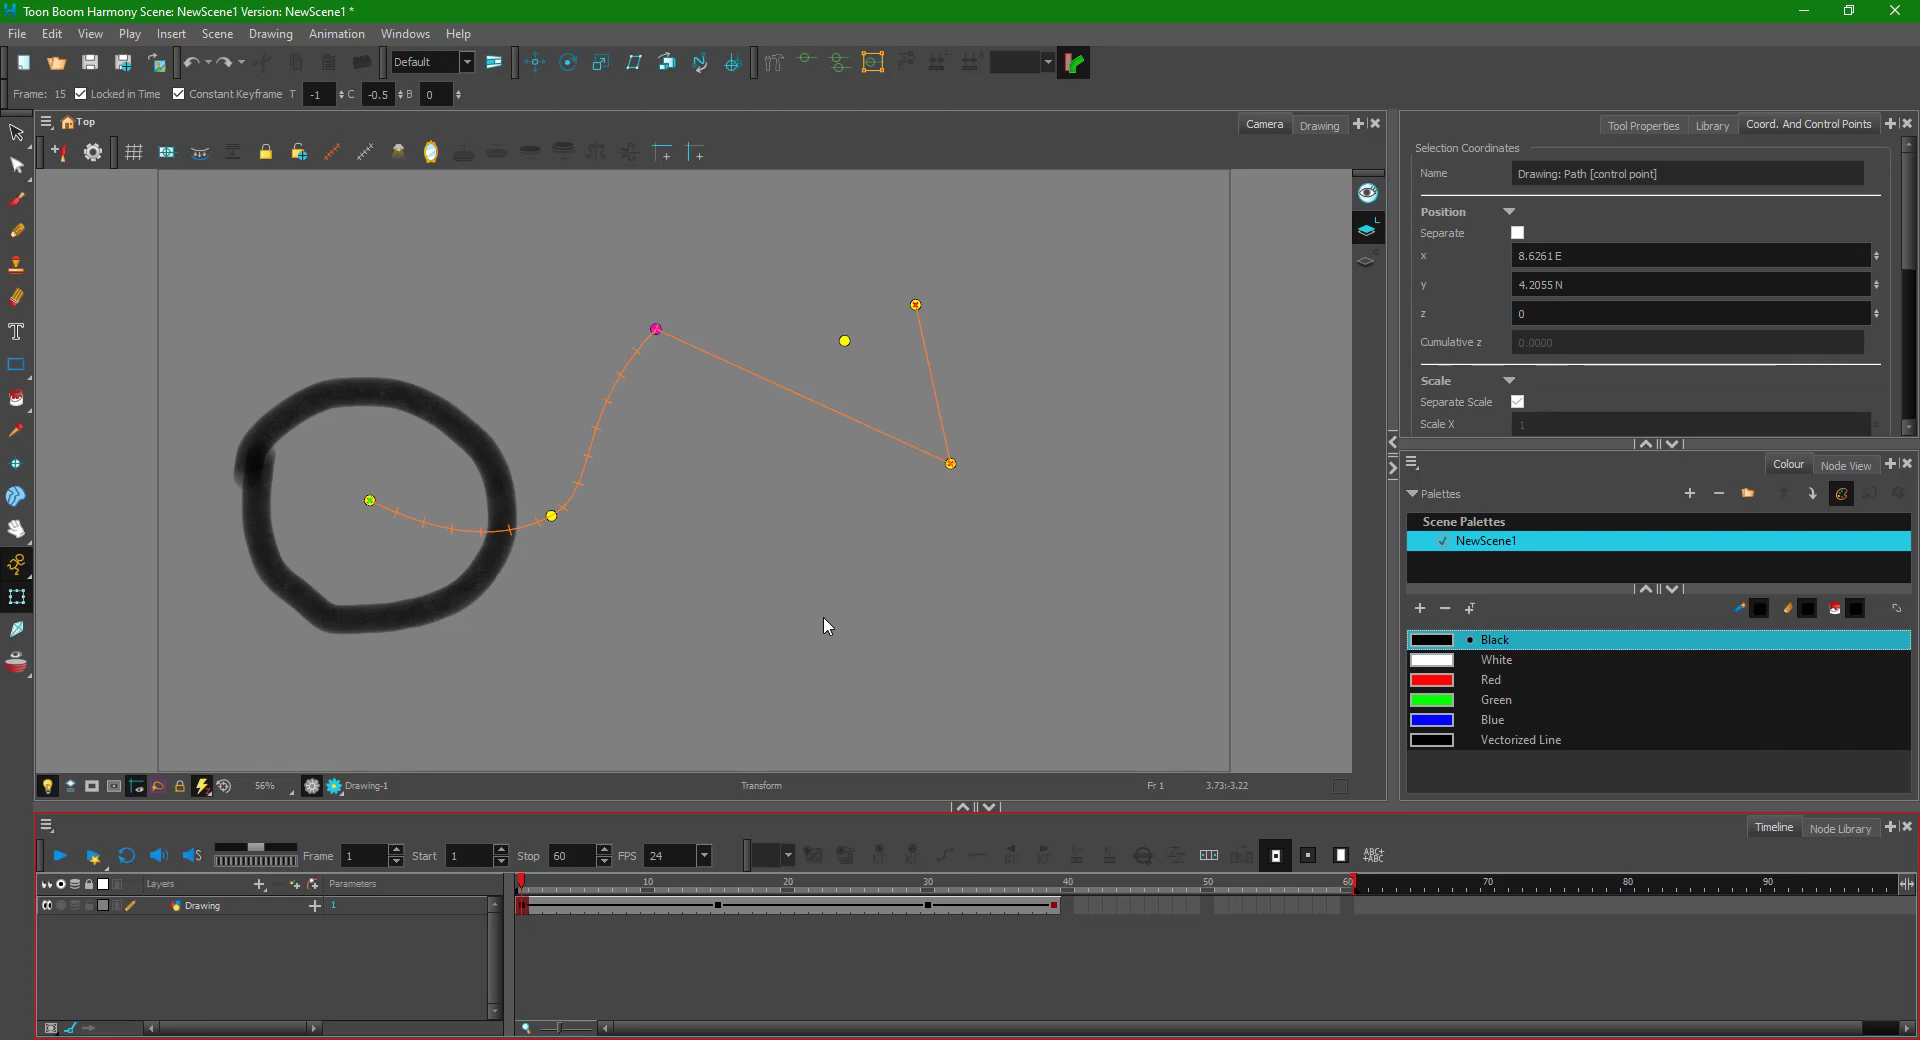 Toon Boom Harmony Scene: NewScene1 Version: NewScene1 *
File Edit View Play Insert Scene Drawing Animation Windows Help
Default
Frame: 15 Locked in Time Constant Keyframe T -1 C -0.5 B 0
Top
Camera Drawing
Tool Properties Library Coord. And Control Points
Selection Coordinates
Name Drawing: Path [control point]
Position
Separate
x 8.6261 E
y 4.2055 N
z 0
Cumulative z 0.0000
Scale
Separate Scale
Scale X 1
Colour Node View
Palettes
Scene Palettes
NewScene1
Black
White
Red
Green
Blue
Vectorized Line
56% Drawing-1 Transform Fr 1 3.73:-3.22
Timeline Node Library
Frame 1 Start 1 Stop 60 FPS 24
ABC+
+ABC
Layers Parameters
10 20 30 40 50 60 70 80 90
Drawing 1